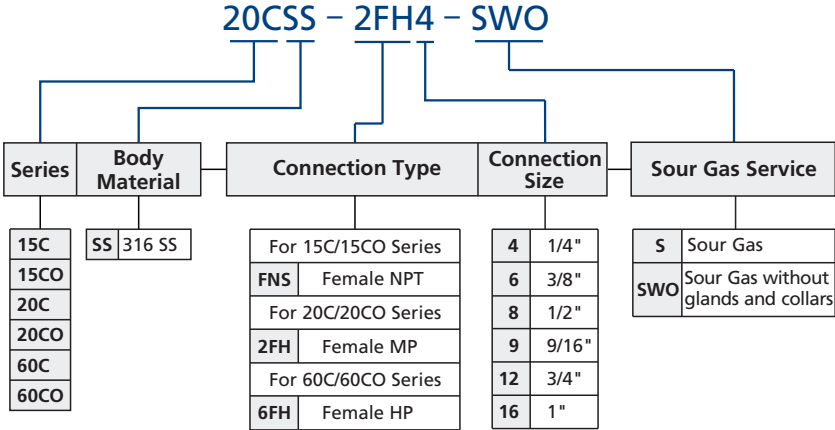 20CSS – 2FH4 – SWO
Series
Body
Material
Connection Type
Connection
Size
Sour Gas Service
15C
15CO
20C
20CO
60C
60CO
SS 316 SS
For 15C/15CO Series
FNS Female NPT
For 20C/20CO Series
2FH Female MP
For 60C/60CO Series
6FH Female HP
4 1/4"
6 3/8"
8 1/2"
9 9/16"
12 3/4"
16 1"
S Sour Gas
SWO Sour Gas without
glands and collars